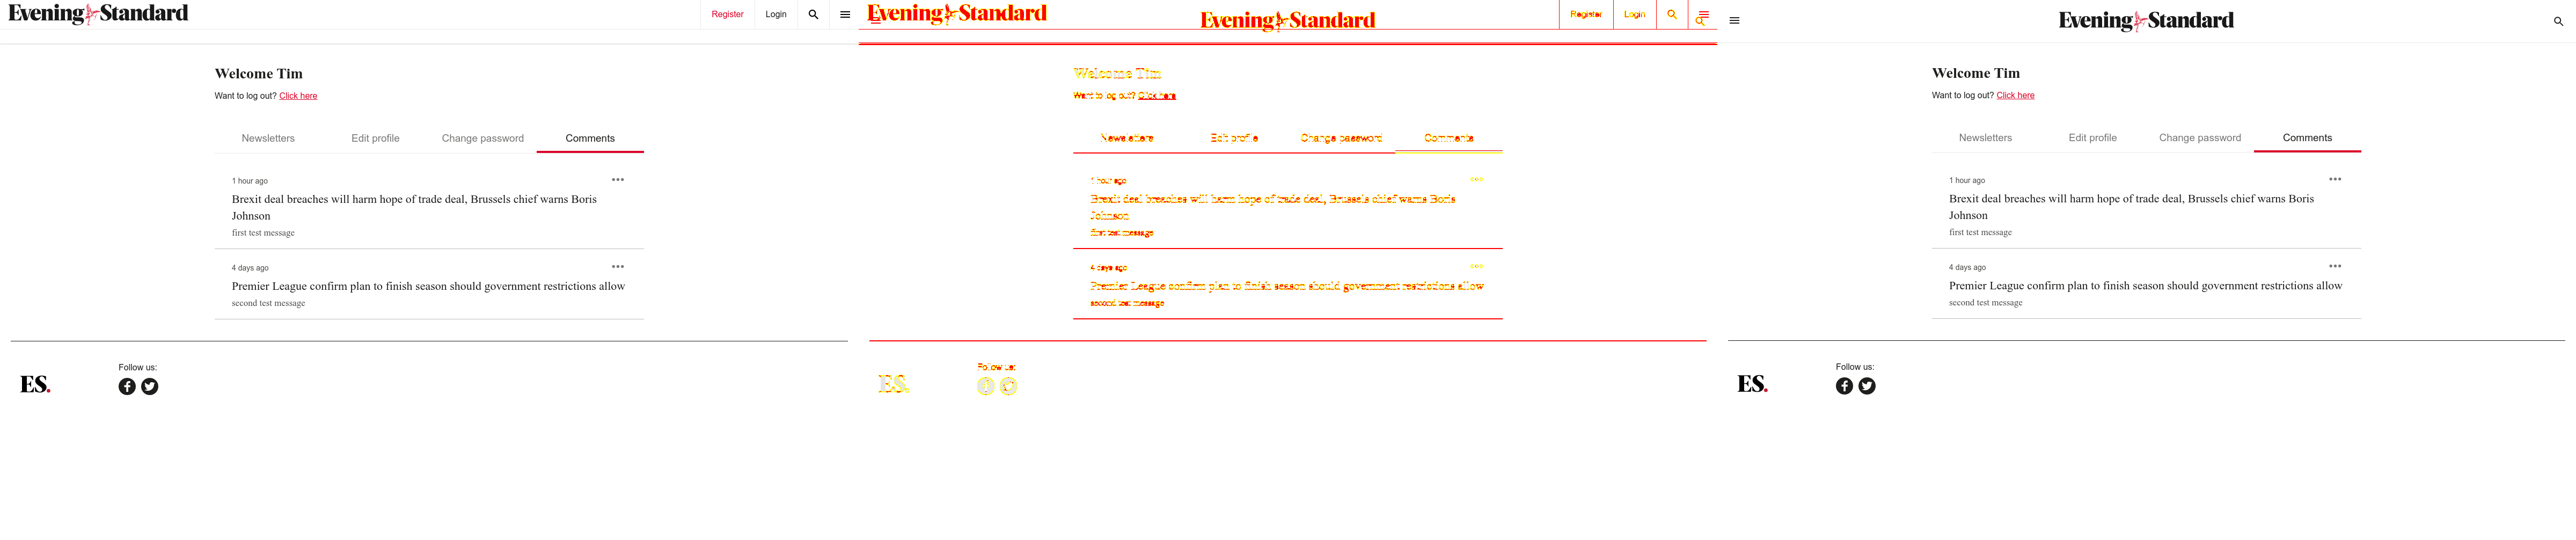 Evening Standard
Register Login
Welcome Tim
Want to log out? Click here
Newsletters Edit profile Change password Comments
1 hour ago
Brexit deal breaches will harm hope of trade deal, Brussels chief warns Boris
Johnson
first test message
4 days ago
Premier League confirm plan to finish season should government restrictions allow
second test message
ES.
Follow us:
Evening Standard
Evening Standard
Register Login
Welcome Tim
Want to log out? Click here
Newsletters Edit profile Change password Comments
1 hour ago
Brexit deal breaches will harm hope of trade deal, Brussels chief warns Boris
Johnson
first test message
4 days ago
Premier League confirm plan to finish season should government restrictions allow
second test message
ES.
Follow us:
Evening Standard
Welcome Tim
Want to log out? Click here
Newsletters Edit profile Change password Comments
1 hour ago
Brexit deal breaches will harm hope of trade deal, Brussels chief warns Boris
Johnson
first test message
4 days ago
Premier League confirm plan to finish season should government restrictions allow
second test message
ES.
Follow us: